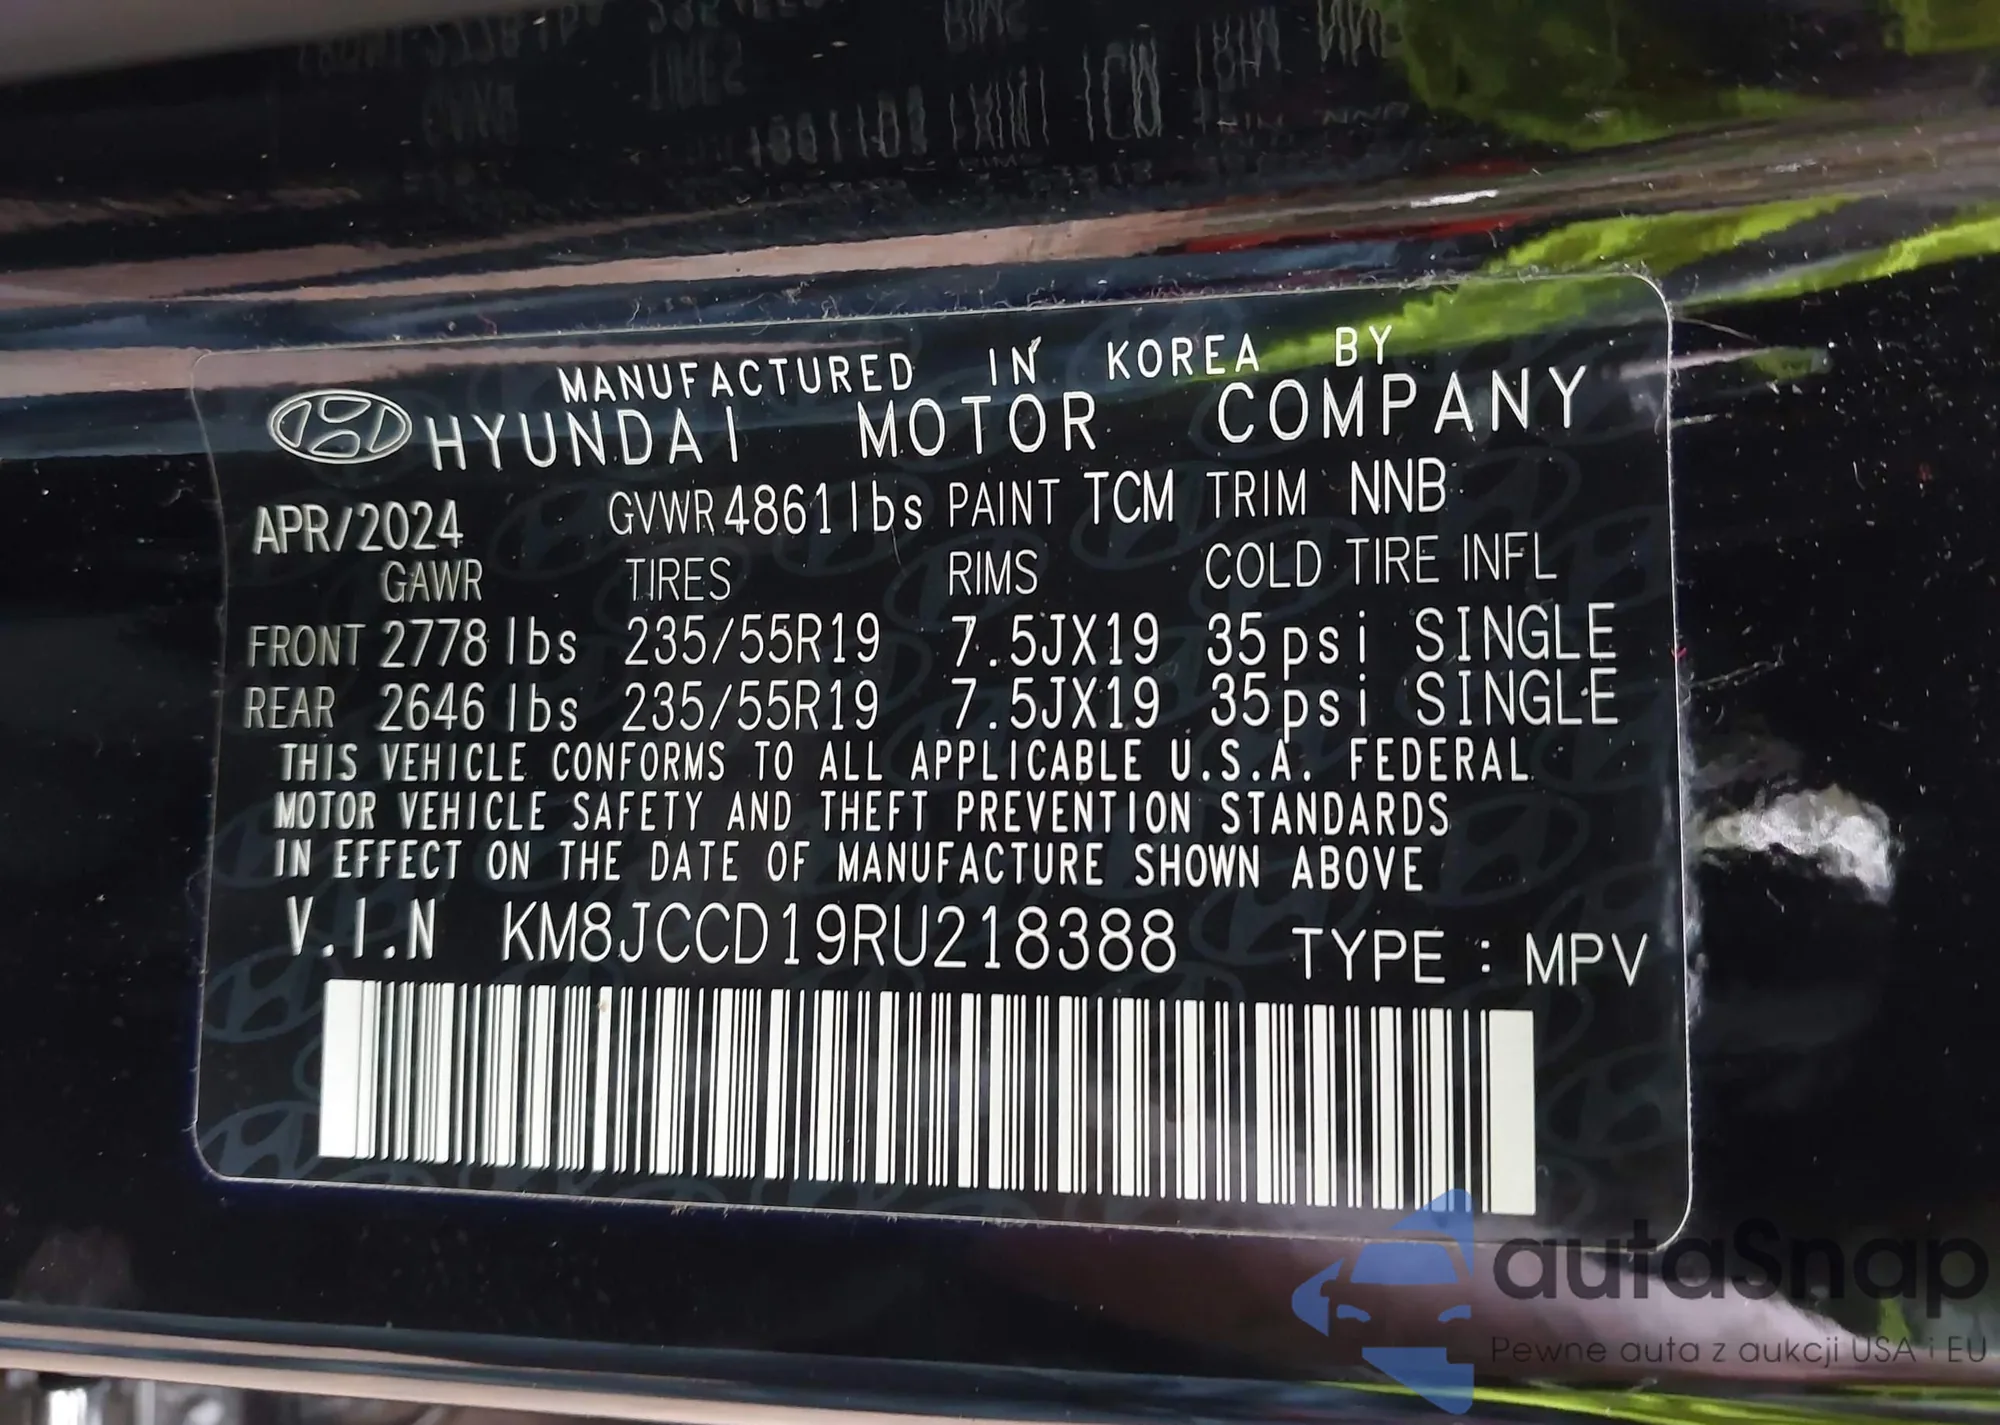 MANUFACTURED IN KOREA BY
HYUNDAI MOTOR COMPANY
APR/2024 GVWR 4861 lbs PAINT TCM TRIM NNB
GAWR TIRES RIMS COLD TIRE INFL
FRONT 2778 lbs 235/55R19 7.5JX19 35psi SINGLE
REAR 2646 lbs 235/55R19 7.5JX19 35psi SINGLE
THIS VEHICLE CONFORMS TO ALL APPLICABLE U.S.A. FEDERAL
MOTOR VEHICLE SAFETY AND THEFT PREVENTION STANDARDS
IN EFFECT ON THE DATE OF MANUFACTURE SHOWN ABOVE
V.I.N KM8JCCD19RU218388 TYPE : MPV
autaSnap
Pewne auta z aukcji USA i EU